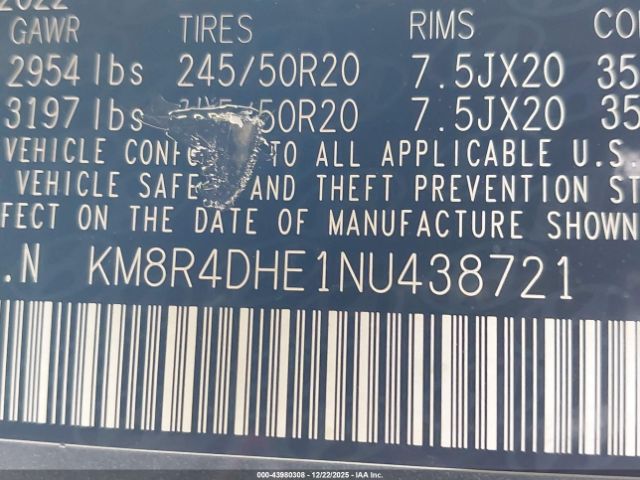 2022
GAWR TIRES RIMS CO
2954 lbs 245/50R20 7.5JX20 35
3197 lbs /50R20 7.5JX20 35
VEHICLE CONF TO ALL APPLICABLE U.S.
VEHICLE SAFE AND THEFT PREVENTION ST
FECT ON THE DATE OF MANUFACTURE SHOWN
.N KM8R4DHE1NU438721
000-43980308 - 12/22/2025 - IAA Inc.